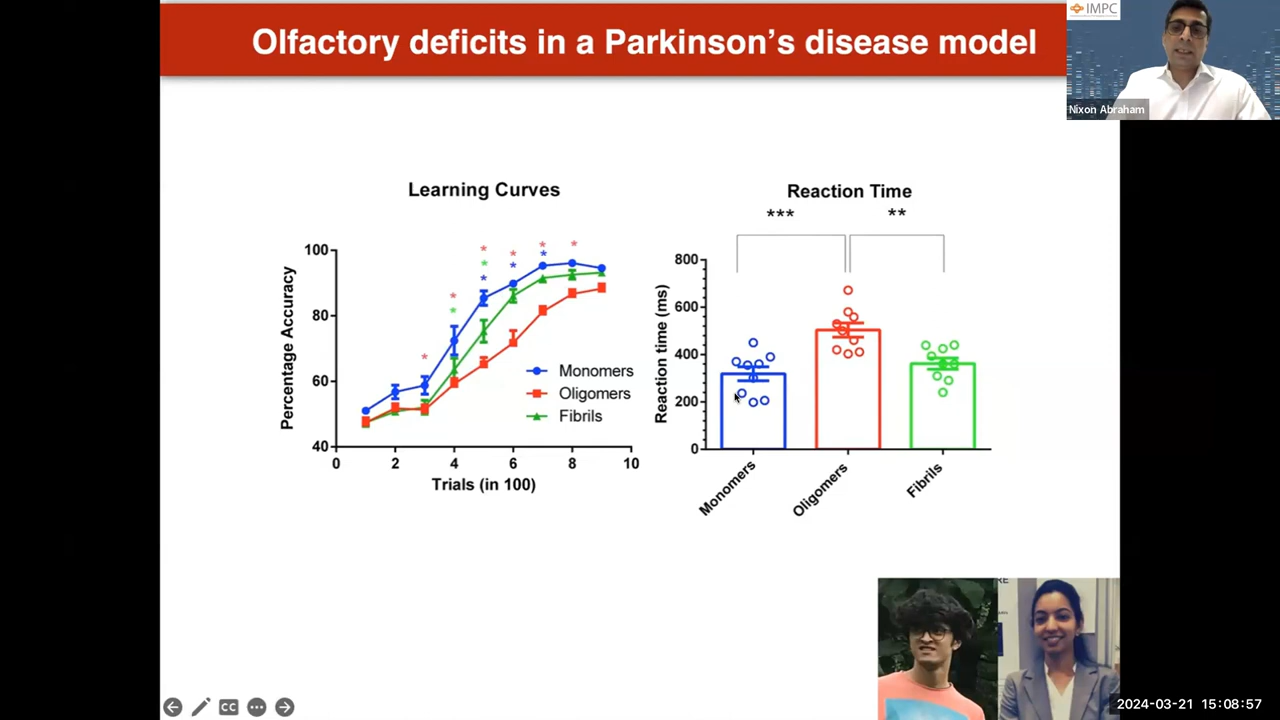 Olfactory deficits in a Parkinson's disease model
IMPC
Nixon Abraham
Learning Curves
Percentage Accuracy
100
80
60
40
0 2 4 6 8 10
Trials (in 100)
* * * * * * * * * * *
Monomers
Oligomers
Fibrils
Reaction Time
*** **
Reaction time (ms)
800
600
400
200
0
Monomers
Oligomers
Fibrils
RE
CC
2024-03-21 15:08:57